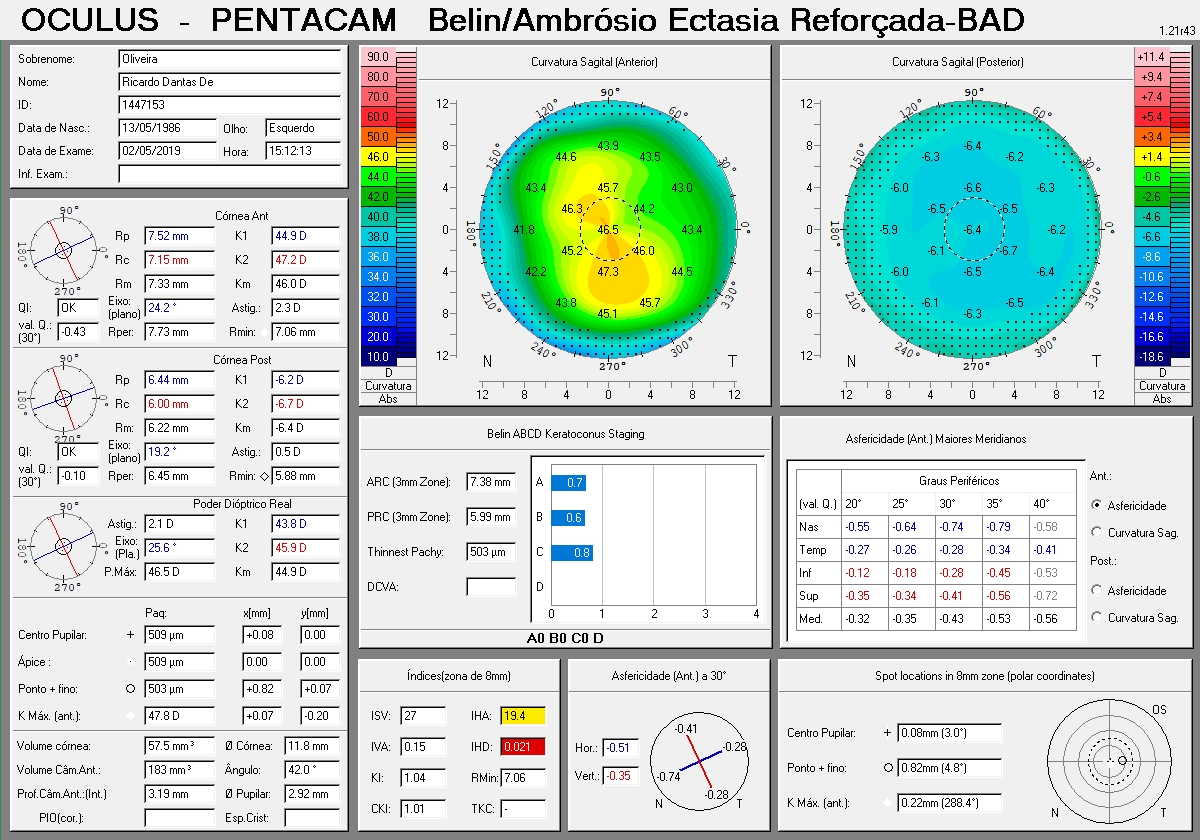 OCULUS - PENTACAM Belin/Ambrósio Ectasia Reforçada-BAD
1.21r43
Sobrenome: Oliveira
Nome: Ricardo Dantas De
ID: 1447153
Data de Nasc.: 13/05/1986 Olho: Esquerdo
Data de Exame: 02/05/2019 Hora: 15:12:13
Inf. Exam.:
Córnea Ant
90°
180°
0°
270°
Rp 7.52 mm K1 44.9 D
Rc 7.15 mm K2 47.2 D
Rm 7.33 mm Km 46.0 D
QI: OK Eixo: (plano) 24.2 ° Astig.: 2.3 D
val. Q.: (30°) -0.43 Rper: 7.73 mm Rmin: 7.06 mm
Córnea Post
90°
180°
0°
270°
Rp 6.44 mm K1 -6.2 D
Rc 6.00 mm K2 -6.7 D
Rm: 6.22 mm Km -6.4 D
QI: OK Eixo: (plano) 19.2 ° Astig.: 0.5 D
val. Q.: (30°) -0.10 Rper: 6.45 mm Rmin: 5.88 mm
Poder Dióptrico Real
90°
180°
0°
270°
Astig.: 2.1 D K1 43.8 D
Eixo: (Pla.) 25.6 ° K2 45.9 D
P.Máx: 46.5 D Km 44.9 D
Paq: x[mm] y[mm]
Centro Pupilar: + 509 µm +0.08 0.00
Ápice : 509 µm 0.00 0.00
Ponto + fino: O 503 µm +0.82 +0.07
K Máx. (ant.): 47.8 D +0.07 -0.20
Volume córnea: 57.5 mm³ Ø Córnea: 11.8 mm
Volume Câm.Ant.: 183 mm³ Ângulo: 42.0 °
Prof.Câm.Ant.:(Int.) 3.19 mm Ø Pupilar: 2.92 mm
PIO(cor.): Esp.Crist:
90.0
80.0
70.0
60.0
50.0
46.0
44.0
42.0
40.0
38.0
36.0
34.0
32.0
30.0
20.0
10.0
D
Curvatura
Abs
Curvatura Sagital (Anterior)
12
8
4
0
4
8
12
90°
120° 60°
150° 30°
180° 0°
210° 330°
240° 300°
270°
43.9
44.6 43.5
43.4 45.7 43.0
46.3 44.2
41.8 46.5 43.4
45.2 46.0
42.2 47.3 44.5
43.8 45.7
45.1
N T
12 8 4 0 4 8 12
Curvatura Sagital (Posterior)
12
8
4
0
4
8
12
90°
120° 60°
150° 30°
180° 0°
210° 330°
240° 300°
270°
-6.4
-6.3 -6.2
-6.0 -6.6 -6.3
-6.5 -6.5
-5.9 -6.4
-6.1 -6.7 -6.2
-6.0 -6.5 -6.4
-6.1 -6.5
-6.3
N T
12 8 4 0 4 8 12
+11.4
+9.4
+7.4
+5.4
+3.4
+1.4
-0.6
-2.6
-4.6
-6.6
-8.6
-10.6
-12.6
-14.6
-16.6
-18.6
D
Curvatura
Abs
Belin ABCD Keratoconus Staging
ARC (3mm Zone): 7.38 mm
PRC (3mm Zone): 5.99 mm
Thinnest Pachy: 503 µm
DCVA:
A 0.7
B 0.6
C 0.8
D
0 1 2 3 4
A0 B0 C0 D
Asfericidade (Ant.) Maiores Meridianos
Graus Periféricos
(val. Q.) 20° 25° 30° 35° 40°
Nas -0.55 -0.64 -0.74 -0.79 -0.58
Temp -0.27 -0.26 -0.28 -0.34 -0.41
Inf -0.12 -0.18 -0.28 -0.45 -0.53
Sup -0.35 -0.34 -0.41 -0.56 -0.72
Med. -0.32 -0.35 -0.43 -0.53 -0.56
Ant.:
Asfericidade
Curvatura Sag.
Post.:
Asfericidade
Curvatura Sag.
Índices(zona de 8mm)
ISV: 27 IHA: 19.4
IVA: 0.15 IHD: 0.021
KI: 1.04 RMin: 7.06
CKI: 1.01 TKC: -
Asfericidade (Ant.) a 30°
Hor.: -0.51
Vert.: -0.35
-0.41
-0.28
-0.74
-0.28
N T
Spot locations in 8mm zone (polar coordinates)
Centro Pupilar: + 0.08mm (3.0°)
Ponto + fino: O 0.82mm (4.8°)
K Máx. (ant.): 0.22mm (288.4°)
OS
N T